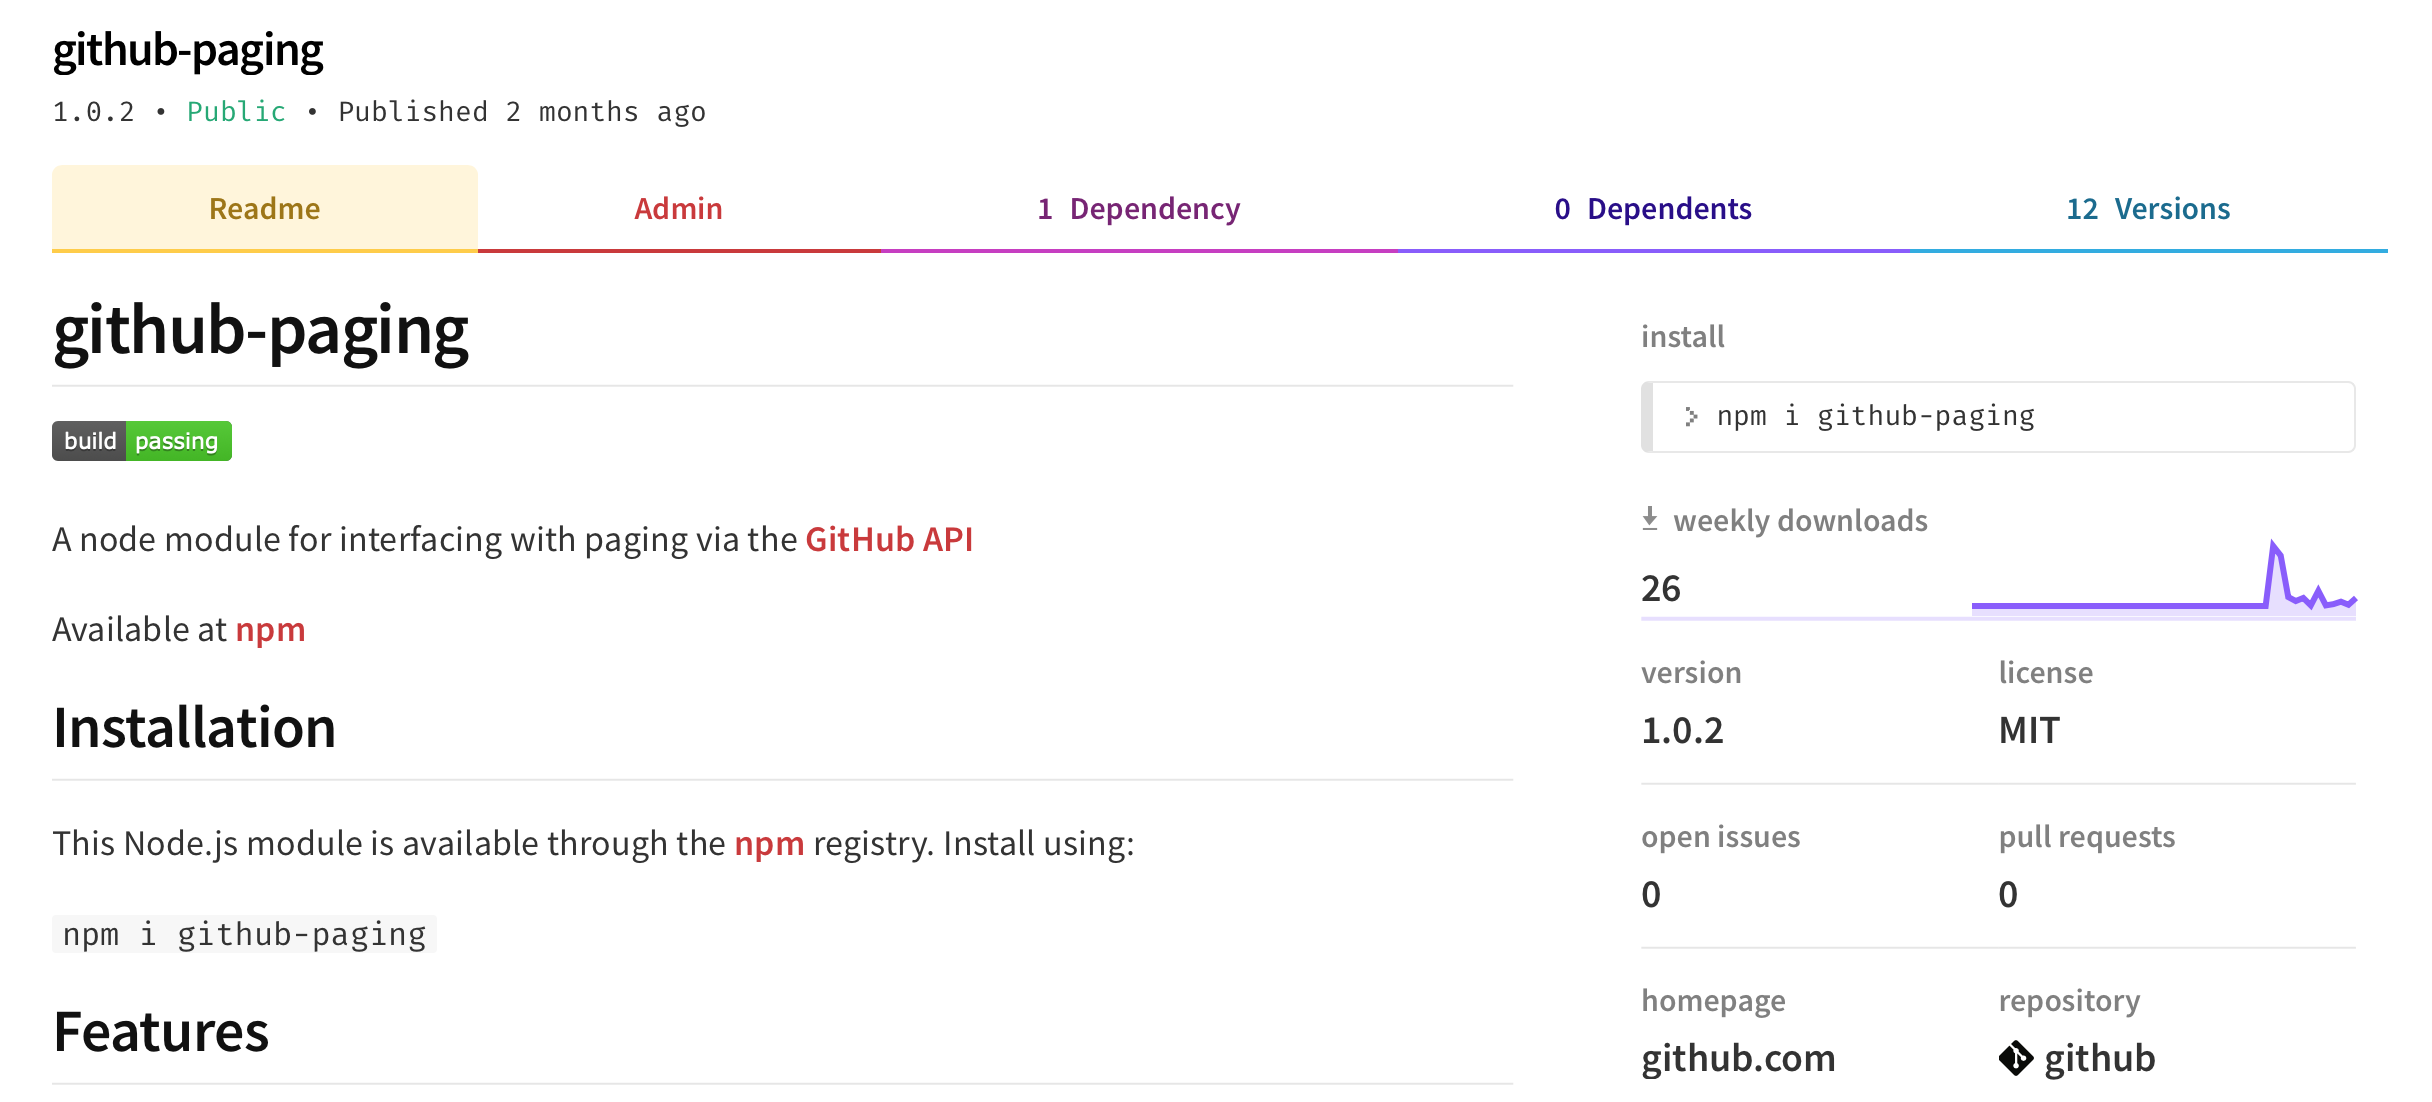 github-paging
1.0.2 • Public • Published 2 months ago
Readme
Admin
1 Dependency
0 Dependents
12 Versions
github-paging
build passing
A node module for interfacing with paging via the GitHub API
Available at npm
Installation
This Node.js module is available through the npm registry. Install using:
npm i github-paging
Features
install
> npm i github-paging
weekly downloads
26
version
1.0.2
license
MIT
open issues
0
pull requests
0
homepage
github.com
repository
github